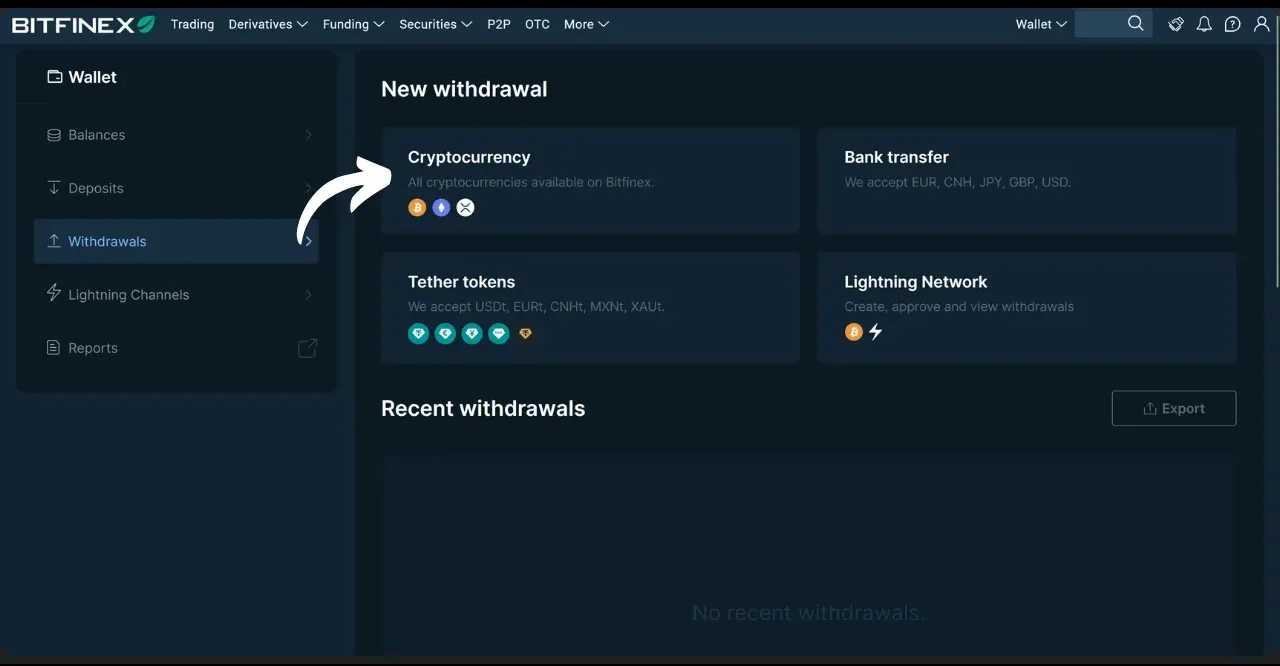 BITFINEX Trading Derivatives Funding Securities P2P OTC More Wallet
Wallet
Balances
Deposits
Withdrawals
Lightning Channels
Reports
New withdrawal
Cryptocurrency
All cryptocurrencies available on Bitfinex.
Bank transfer
We accept EUR, CNH, JPY, GBP, USD.
Tether tokens
We accept USDt, EURt, CNHt, MXNt, XAUt.
Lightning Network
Create, approve and view withdrawals
Recent withdrawals
Export
No recent withdrawals.